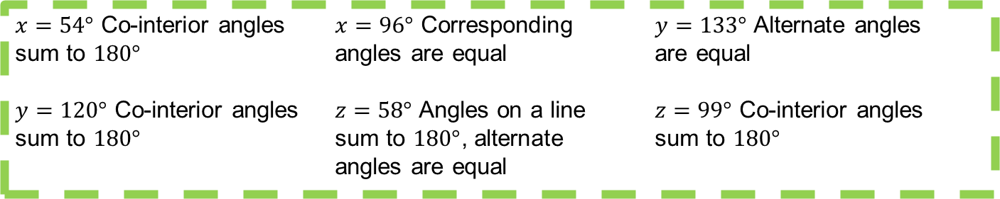 𝑥 = 54° Co-interior angles
sum to 180°
𝑥 = 96° Corresponding
angles are equal
𝑦 = 133° Alternate angles
are equal
𝑦 = 120° Co-interior angles
sum to 180°
𝑧 = 58° Angles on a line
sum to 180°, alternate
angles are equal
𝑧 = 99° Co-interior angles
sum to 180°